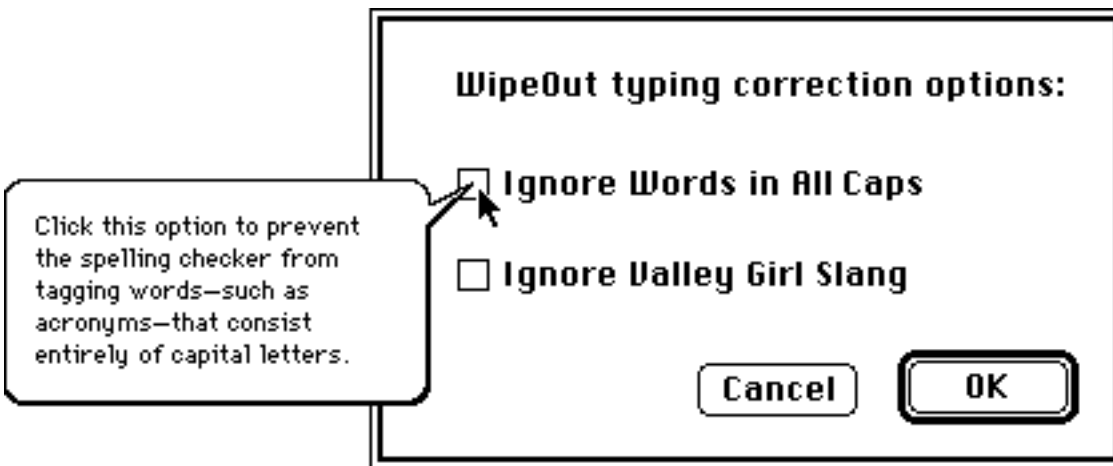 WipeOut typing correction options:
Ignore Words in All Caps
Click this option to prevent
the spelling checker from
tagging words—such as
acronyms—that consist
entirely of capital letters.
Ignore Valley Girl Slang
Cancel
OK